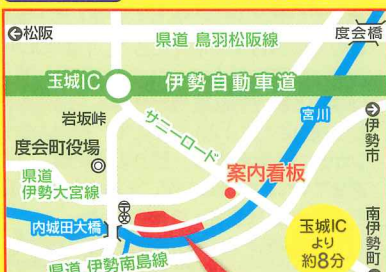 松阪
県道 鳥羽松阪線
度会橋
玉城IC
伊勢自動車道
岩坂峠
サニーロード
宮川
伊勢市
度会町役場
案内看板
県道
伊勢大宮線
内城田大橋
玉城IC
より
約8分
南伊勢町
県道 伊勢南島線